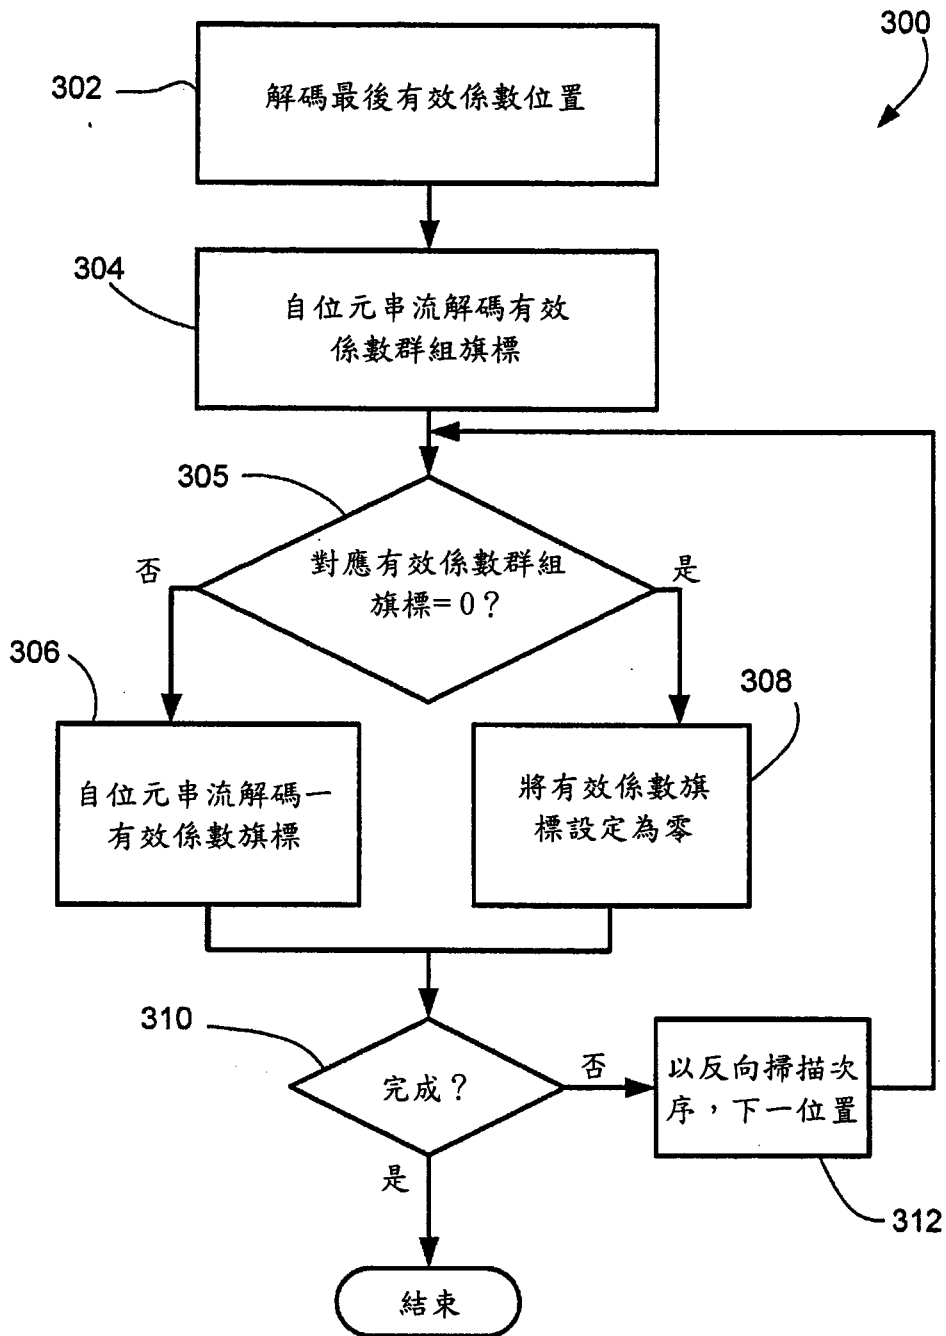 300
302
解碼最後有效係數位置
304
自位元串流解碼有效
係數群組旗標
305
對應有效係數群組
旗標=0?
否
是
306
308
自位元串流解碼一
有效係數旗標
將有效係數旗
標設定為零
310
完成?
否
以反向掃描次
序,下一位置
是
312
結束